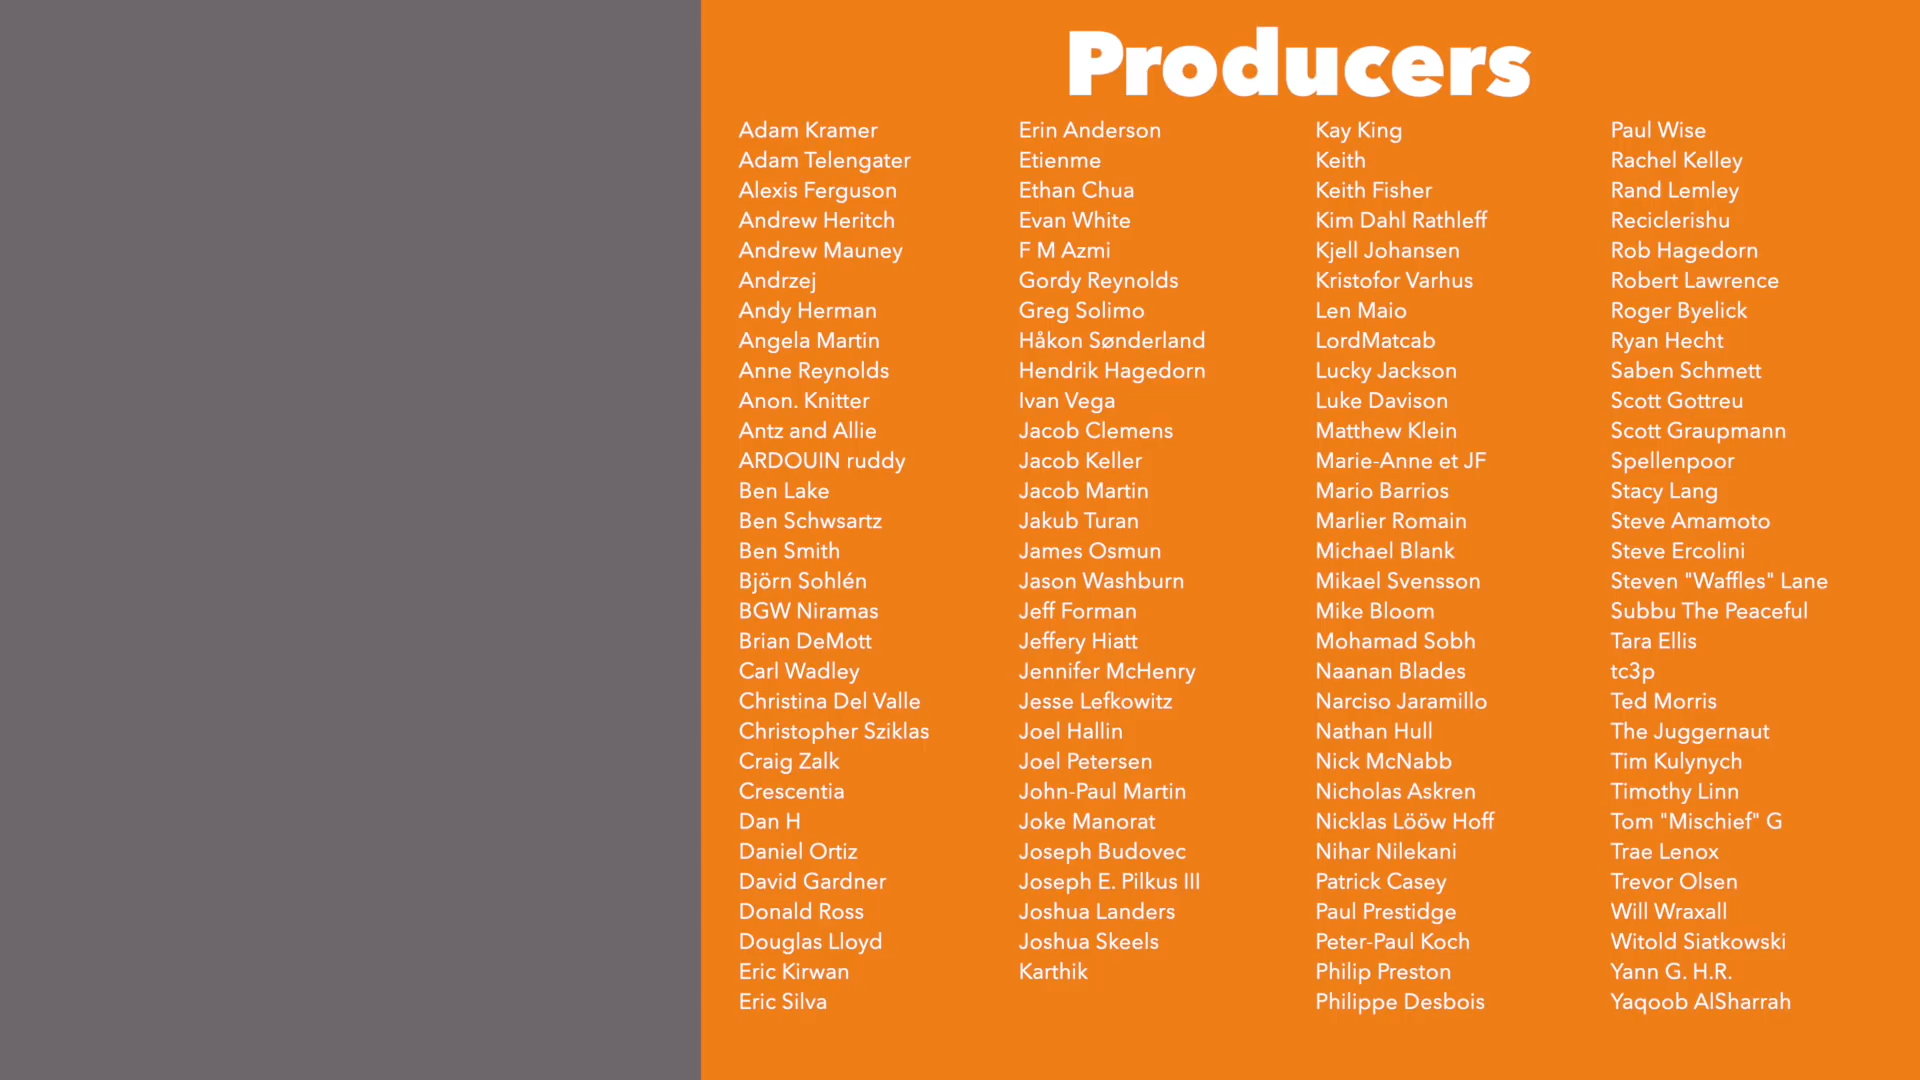 Producers
Adam Kramer
Adam Telengater
Alexis Ferguson
Andrew Heritch
Andrew Mauney
Andrzej
Andy Herman
Angela Martin
Anne Reynolds
Anon. Knitter
Antz and Allie
ARDOUIN ruddy
Ben Lake
Ben Schwsartz
Ben Smith
Björn Sohlén
BGW Niramas
Brian DeMott
Carl Wadley
Christina Del Valle
Christopher Sziklas
Craig Zalk
Crescentia
Dan H
Daniel Ortiz
David Gardner
Donald Ross
Douglas Lloyd
Eric Kirwan
Eric Silva
Erin Anderson
Etienme
Ethan Chua
Evan White
F M Azmi
Gordy Reynolds
Greg Solimo
Håkon Sønderland
Hendrik Hagedorn
Ivan Vega
Jacob Clemens
Jacob Keller
Jacob Martin
Jakub Turan
James Osmun
Jason Washburn
Jeff Forman
Jeffery Hiatt
Jennifer McHenry
Jesse Lefkowitz
Joel Hallin
Joel Petersen
John-Paul Martin
Joke Manorat
Joseph Budovec
Joseph E. Pilkus III
Joshua Landers
Joshua Skeels
Karthik
Kay King
Keith
Keith Fisher
Kim Dahl Rathleff
Kjell Johansen
Kristofor Varhus
Len Maio
LordMatcab
Lucky Jackson
Luke Davison
Matthew Klein
Marie-Anne et JF
Mario Barrios
Marlier Romain
Michael Blank
Mikael Svensson
Mike Bloom
Mohamad Sobh
Naanan Blades
Narciso Jaramillo
Nathan Hull
Nick McNabb
Nicholas Askren
Nicklas Lööw Hoff
Nihar Nilekani
Patrick Casey
Paul Prestidge
Peter-Paul Koch
Philip Preston
Philippe Desbois
Paul Wise
Rachel Kelley
Rand Lemley
Reciclerishu
Rob Hagedorn
Robert Lawrence
Roger Byelick
Ryan Hecht
Saben Schmett
Scott Gottreu
Scott Graupmann
Spellenpoor
Stacy Lang
Steve Amamoto
Steve Ercolini
Steven "Waffles" Lane
Subbu The Peaceful
Tara Ellis
tc3p
Ted Morris
The Juggernaut
Tim Kulynych
Timothy Linn
Tom "Mischief" G
Trae Lenox
Trevor Olsen
Will Wraxall
Witold Siatkowski
Yann G. H.R.
Yaqoob AlSharrah